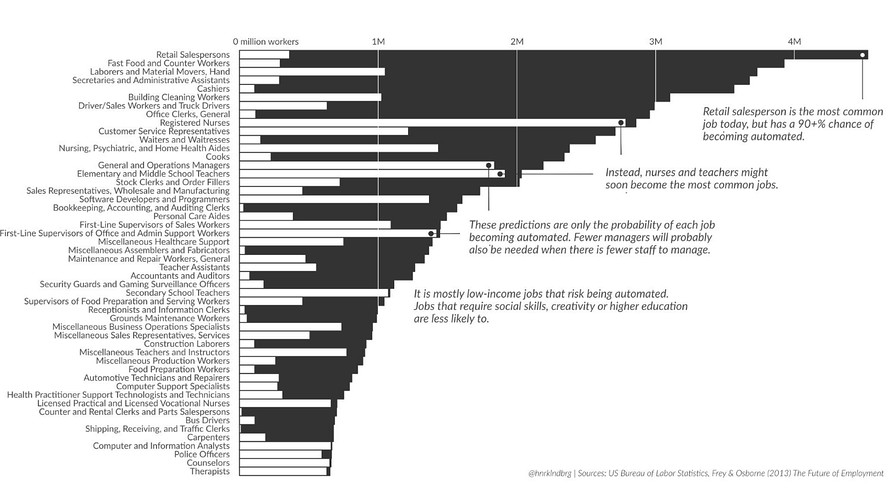 0 million workers 1M 2M 3M 4M
Retail Salespersons
Fast Food and Counter Workers
Laborers and Material Movers, Hand
Secretaries and Administrative Assistants
Cashiers
Building Cleaning Workers
Driver/Sales Workers and Truck Drivers
Office Clerks, General
Registered Nurses
Customer Service Representatives
Waiters and Waitresses
Nursing, Psychiatric, and Home Health Aides
Cooks
General and Operations Managers
Elementary and Middle School Teachers
Stock Clerks and Order Fillers
Sales Representatives, Wholesale and Manufacturing
Software Developers and Programmers
Bookkeeping, Accounting, and Auditing Clerks
Personal Care Aides
First-Line Supervisors of Sales Workers
First-Line Supervisors of Office and Admin Support Workers
Miscellaneous Healthcare Support
Miscellaneous Assemblers and Fabricators
Maintenance and Repair Workers, General
Teacher Assistants
Accountants and Auditors
Security Guards and Gaming Surveillance Officers
Secondary School Teachers
Supervisors of Food Preparation and Serving Workers
Receptionists and Information Clerks
Grounds Maintenance Workers
Miscellaneous Business Operations Specialists
Miscellaneous Sales Representatives, Services
Construction Laborers
Miscellaneous Teachers and Instructors
Miscellaneous Production Workers
Food Preparation Workers
Automotive Technicians and Repairers
Computer Support Specialists
Health Practitioner Support Technologists and Technicians
Licensed Practical and Licensed Vocational Nurses
Counter and Rental Clerks and Parts Salespersons
Bus Drivers
Shipping, Receiving, and Traffic Clerks
Carpenters
Computer and Information Analysts
Police Officers
Counselors
Therapists
Retail salesperson is the most common
job today, but has a 90+% chance of
becoming automated.
Instead, nurses and teachers might
soon become the most common jobs.
These predictions are only the probability of each job
becoming automated. Fewer managers will probably
also be needed when there is fewer staff to manage.
It is mostly low-income jobs that risk being automated.
Jobs that require social skills, creativity or higher education
are less likely to.
@hnrklndbrg | Sources: US Bureau of Labor Statistics, Frey & Osborne (2013) The Future of Employment